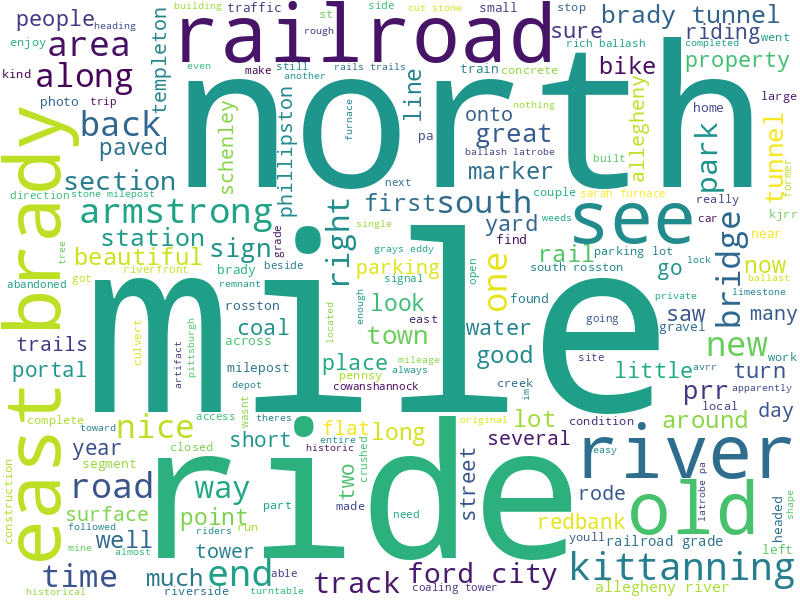 mile
north
ride
river
railroad
old
east brady
see
kittanning
armstrong
road
time
end
way
track
ford city
nice
area
along
back
paved
section
people
heading
enjoy
kind
trip
photo
building
traffic
st
rough
side
cut stone
small
stop
rich ballash
brady tunnel
sure
riding
went
completed
bike
property
even
still
rails trails
another
make
train
concrete
templeton
schenley
phillipston
furnace
line
onto
pa
great
ballash latrobe
marker
allegheny
park
tunnel
former
home
large
built
nothing
next
couple
sarah furnace
really
kjrr
car
near
weeds
direction
stone milepost
tree
station
beautiful
riverfront
sign
grade
brady
beside
right
first
south
yard
find
grays eddy
single
parking
signal
open
south rosston
rail
parking lot
go
saw
lock
bridge
now
ballast
many
limestone
private
abandoned
got
remnant
rosston
coal
look
town
east
found
water
going
gravel
new
trails
portal
culvert
pittsburgh
artifact
across
milepost
depot
located
enough
place
pennsy
always
mileage
cowanshannock
good
creek
im
site
little
avrr
turn
work
apparently
prr
local
day
complete
toward
year
segment
closed
access
wasnt
theres
short
historic
entire
flat
long
original
condition
several
lot
around
easy
construction
surface
point
well
followed
mine
almost
historical
riverside
tower
run
riders
turntable
able
part
two
made
crushed
need
much
coaling tower
street
rode
redbank
youll
railroad grade
latrobe pa
headed
left
shape
allegheny river
one